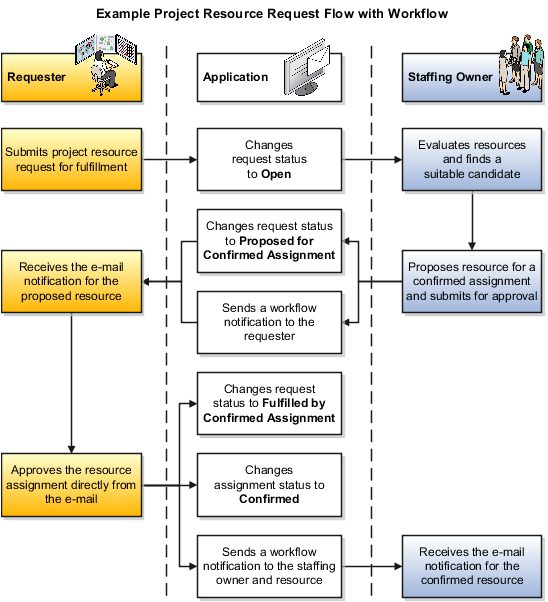 Example Project Resource Request Flow with Workflow
Requester
Application
Staffing Owner
Submits project resource
request for fulfillment
Changes
request status
to Open
Evaluates resources
and finds a
suitable candidate
Changes request status
to Proposed for
Confirmed Assignment
Receives the e-mail
notification for the
proposed resource
Proposes resource for a
confirmed assignment
and submits for approval
Sends a workflow
notification to the
requester
Changes request
status to Fulfilled by
Confirmed Assignment
Approves the resource
assignment directly from
the e-mail
Changes
assignment status to
Confirmed
Sends a workflow
notification to the staffing
owner and resource
Receives the e-mail
notification for the
confirmed resource